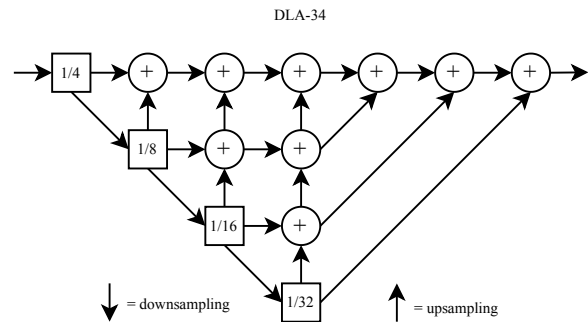 DLA-34
1/4 + + + + + +
1/8 + +
1/16 +
1/32
= downsampling
= upsampling